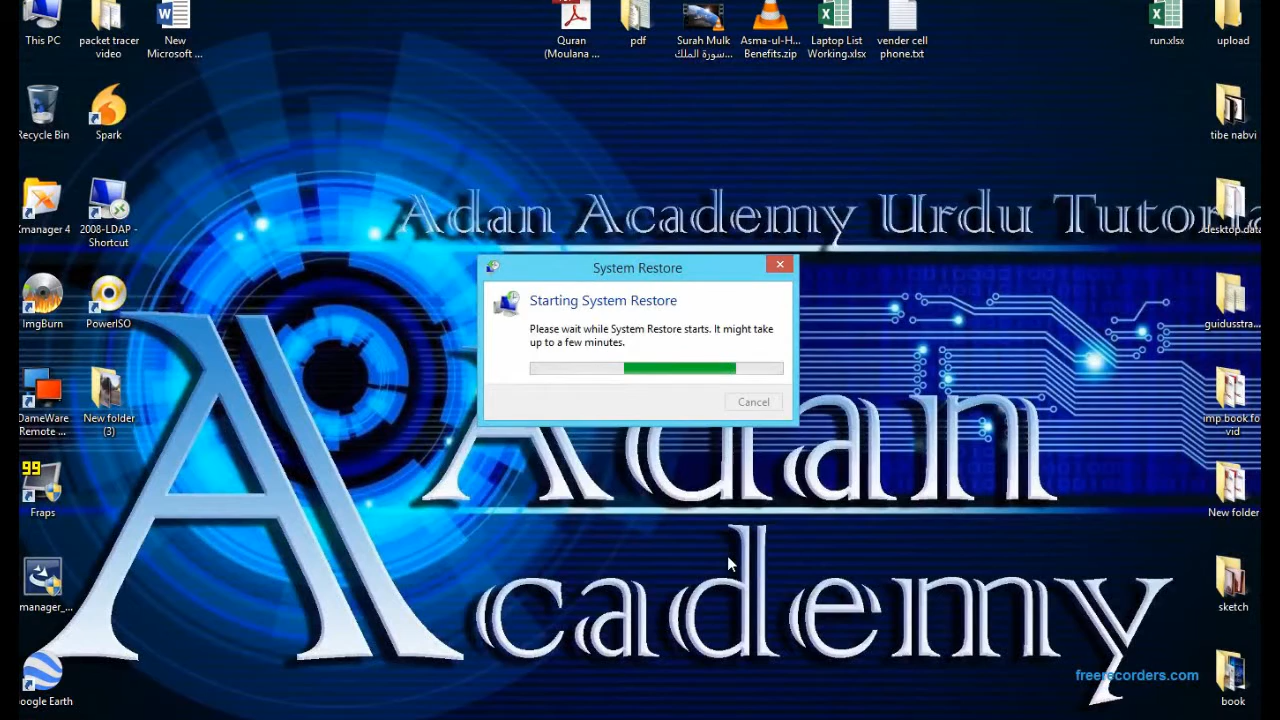 This PC
packet tracer
video
New
Microsoft ...
Quran
(Moulana ...
pdf
Surah Mulk
سورة الملك...
Asma-ul-H...
Benefits.zip
Laptop List
Working.xlsx
vender cell
phone.txt
run.xlsx
upload
Recycle Bin
Spark
tibe nabvi
Xmanager 4
2008-LDAP -
Shortcut
desktop.data
Adan Academy Urdu Tutoria
System Restore
Starting System Restore
Please wait while System Restore starts. It might take
up to a few minutes.
Cancel
ImgBurn
PowerISO
guidusstra...
DameWare
Remote ...
New folder
(3)
imp.book fo
vid
99
Fraps
New folder
Adan
Academy
manager_...
sketch
oogle Earth
book
freerecorders.com